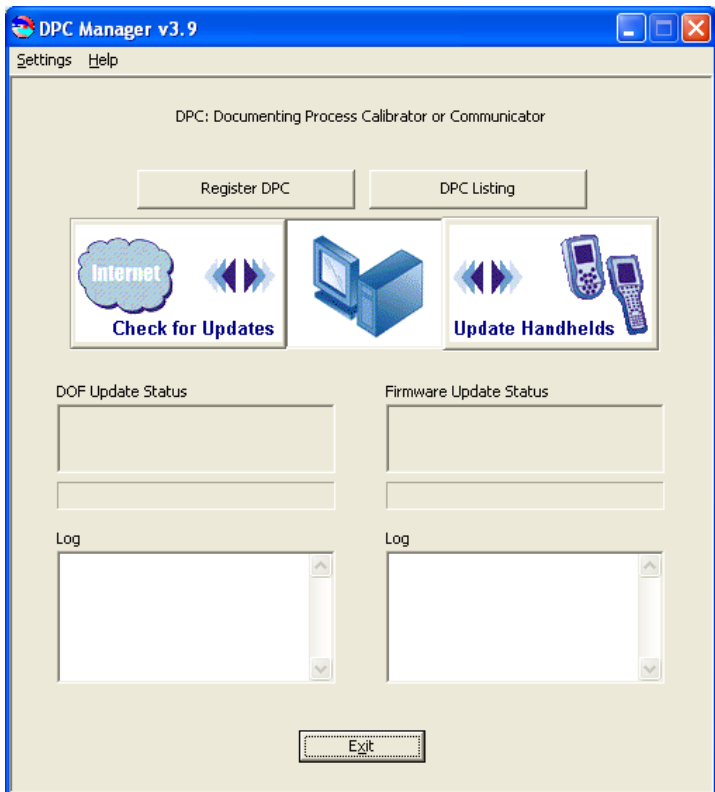 DPC Manager v3.9
Settings Help
DPC: Documenting Process Calibrator or Communicator
Register DPC DPC Listing
Internet
Check for Updates Update Handhelds
DOF Update Status Firmware Update Status
Log Log
Exit